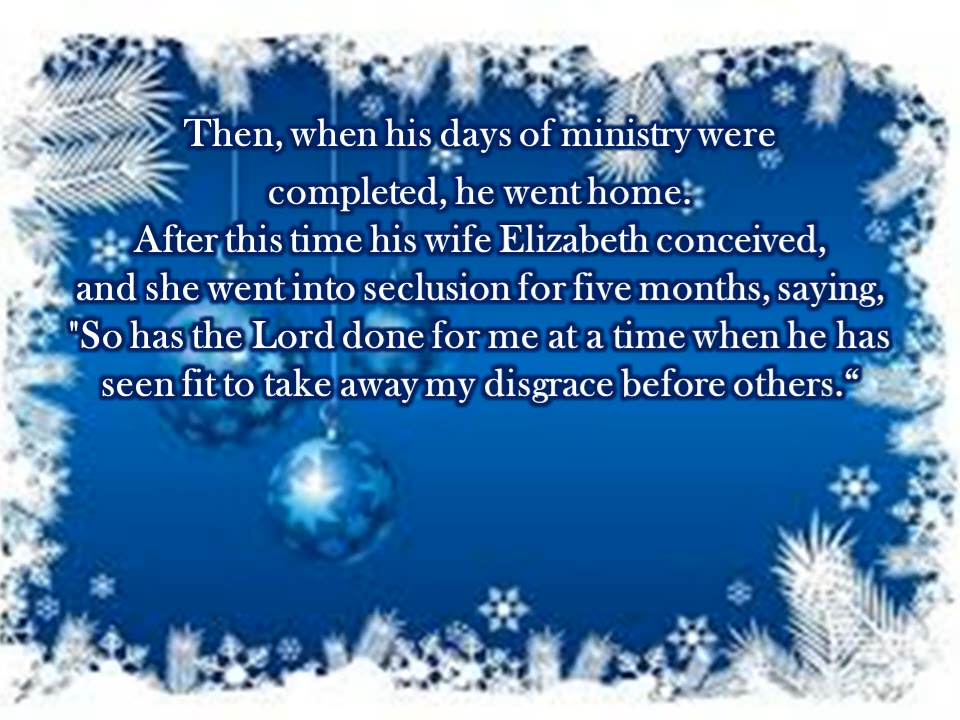 Then, when his days of ministry were
completed, he went home.
After this time his wife Elizabeth conceived,
and she went into seclusion for five months, saying,
"So has the Lord done for me at a time when he has
seen fit to take away my disgrace before others.“